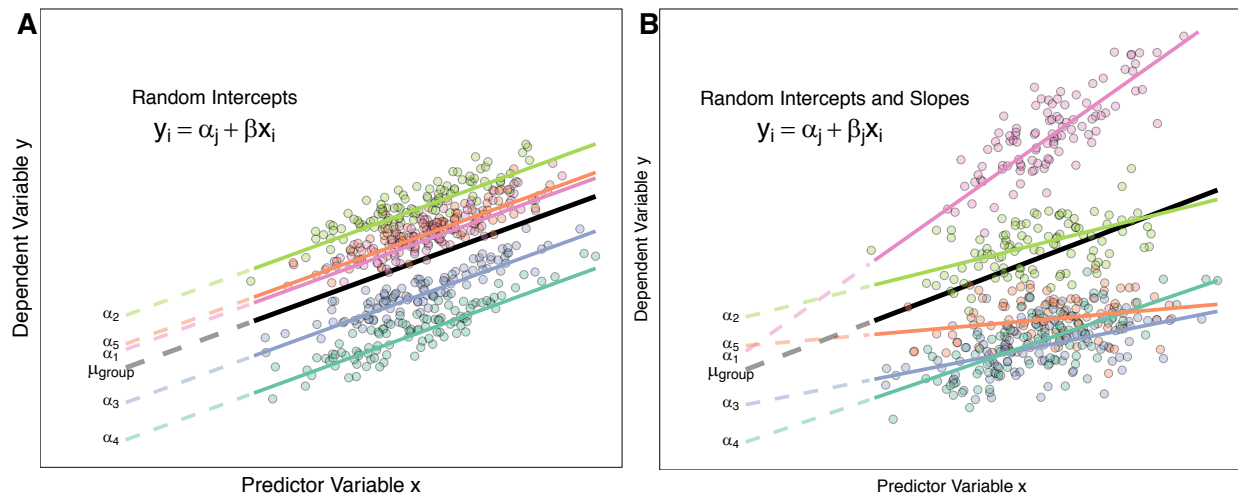 A
Random Intercepts
yᵢ = αⱼ + βxᵢ
Dependent Variable y
α₂
α₅
α₁
μgroup
α₃
α₄
Predictor Variable x
B
Random Intercepts and Slopes
yᵢ = αⱼ + βⱼxᵢ
Dependent Variable y
α₂
α₅
α₁
μgroup
α₃
α₄
Predictor Variable x